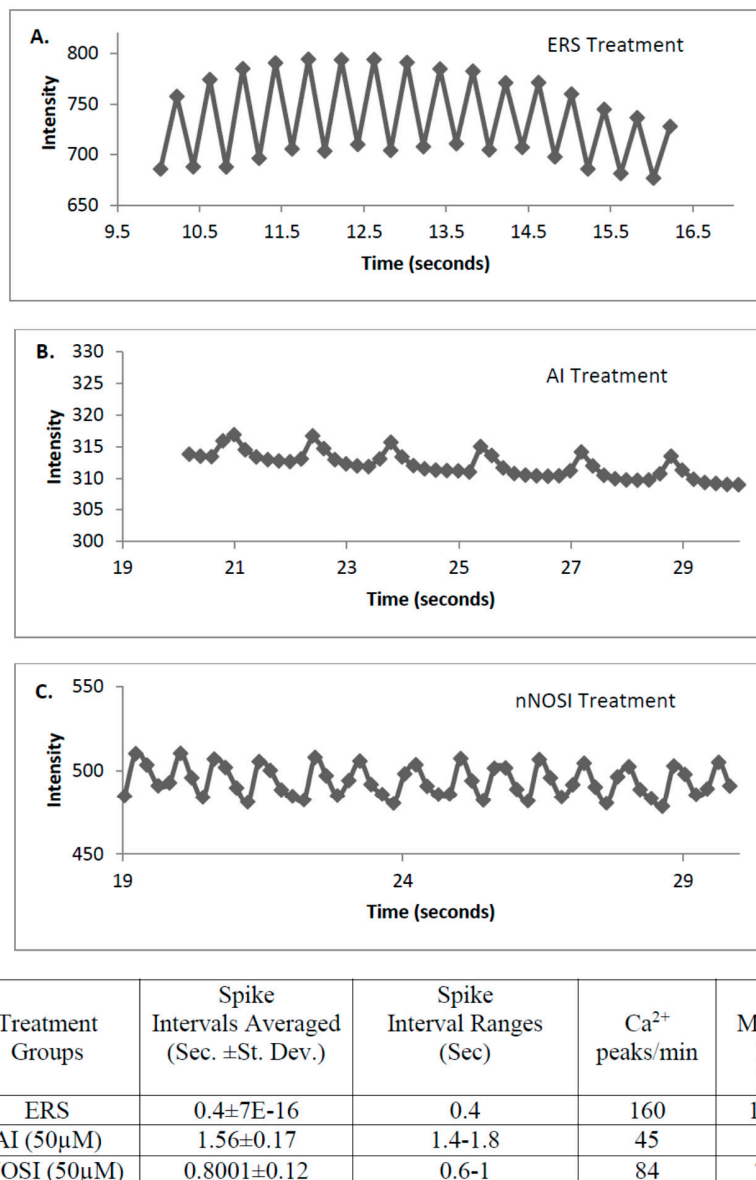 A.
ERS Treatment
800
750
700
650
Intensity
9.5 10.5 11.5 12.5 13.5 14.5 15.5 16.5
Time (seconds)
B.
AI Treatment
330
325
320
315
310
305
300
Intensity
19 21 23 25 27 29
Time (seconds)
C.
nNOSI Treatment
550
500
450
Intensity
19 24 29
Time (seconds)
Treatment Groups
Spike Intervals Averaged (Sec. ±St. Dev.)
Spike Interval Ranges (Sec)
Ca²⁺ peaks/min
ERS 0.4±7E-16 0.4 160
AI (50µM) 1.56±0.17 1.4-1.8 45
OSI (50µM) 0.8001±0.12 0.6-1 84